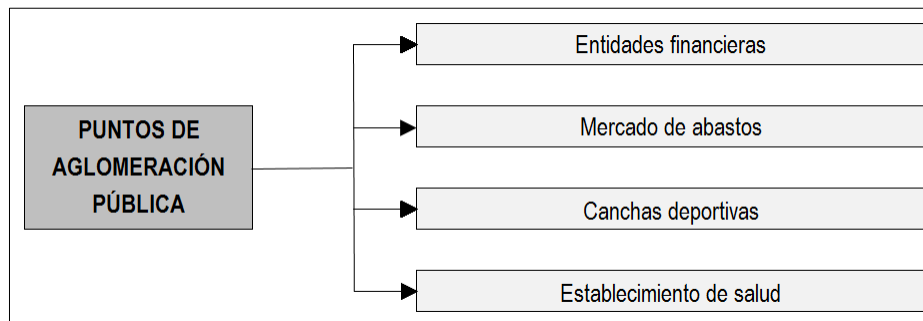 PUNTOS DE
AGLOMERACIÓN
PÚBLICA
Entidades financieras
Mercado de abastos
Canchas deportivas
Establecimiento de salud